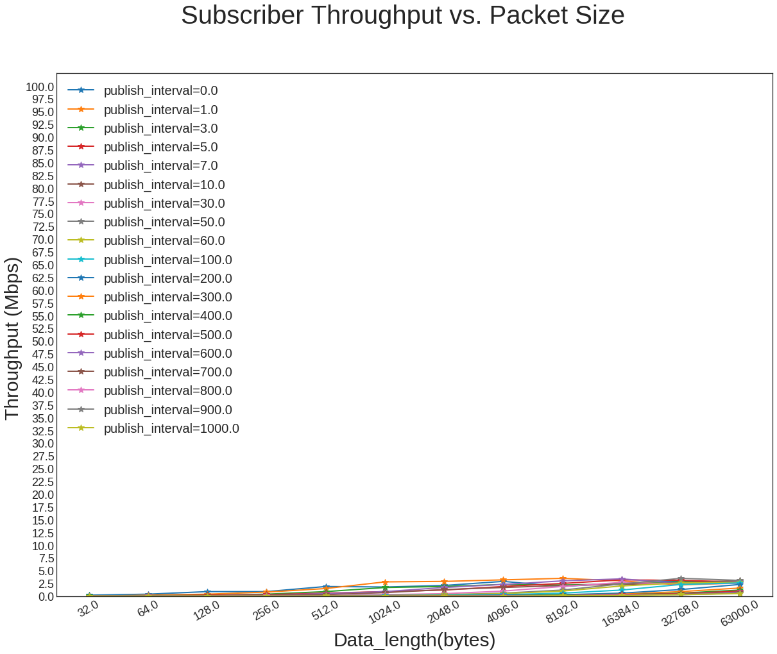 Subscriber Throughput vs. Packet Size
Throughput (Mbps)
100.0
97.5
95.0
92.5
90.0
87.5
85.0
82.5
80.0
77.5
75.0
72.5
70.0
67.5
65.0
62.5
60.0
57.5
55.0
52.5
50.0
47.5
45.0
42.5
40.0
37.5
35.0
32.5
30.0
27.5
25.0
22.5
20.0
17.5
15.0
12.5
10.0
7.5
5.0
2.5
0.0
publish_interval=0.0
publish_interval=1.0
publish_interval=3.0
publish_interval=5.0
publish_interval=7.0
publish_interval=10.0
publish_interval=30.0
publish_interval=50.0
publish_interval=60.0
publish_interval=100.0
publish_interval=200.0
publish_interval=300.0
publish_interval=400.0
publish_interval=500.0
publish_interval=600.0
publish_interval=700.0
publish_interval=800.0
publish_interval=900.0
publish_interval=1000.0
32.0 64.0 128.0 256.0 512.0 1024.0 2048.0 4096.0 8192.0 16384.0 32768.0 63000.0
Data_length(bytes)